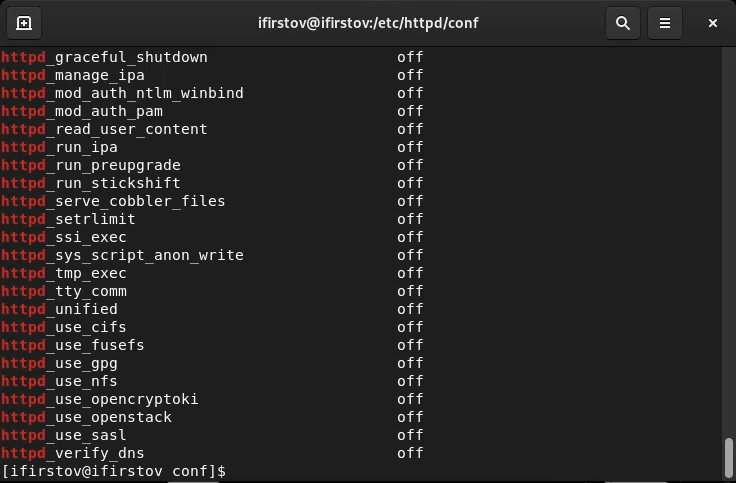 ifirstov@ifirstov:/etc/httpd/conf
httpd_graceful_shutdown off
httpd_manage_ipa off
httpd_mod_auth_ntlm_winbind off
httpd_mod_auth_pam off
httpd_read_user_content off
httpd_run_ipa off
httpd_run_preupgrade off
httpd_run_stickshift off
httpd_serve_cobbler_files off
httpd_setrlimit off
httpd_ssi_exec off
httpd_sys_script_anon_write off
httpd_tmp_exec off
httpd_tty_comm off
httpd_unified off
httpd_use_cifs off
httpd_use_fusefs off
httpd_use_gpg off
httpd_use_nfs off
httpd_use_opencryptoki off
httpd_use_openstack off
httpd_use_sasl off
httpd_verify_dns off
[ifirstov@ifirstov conf]$